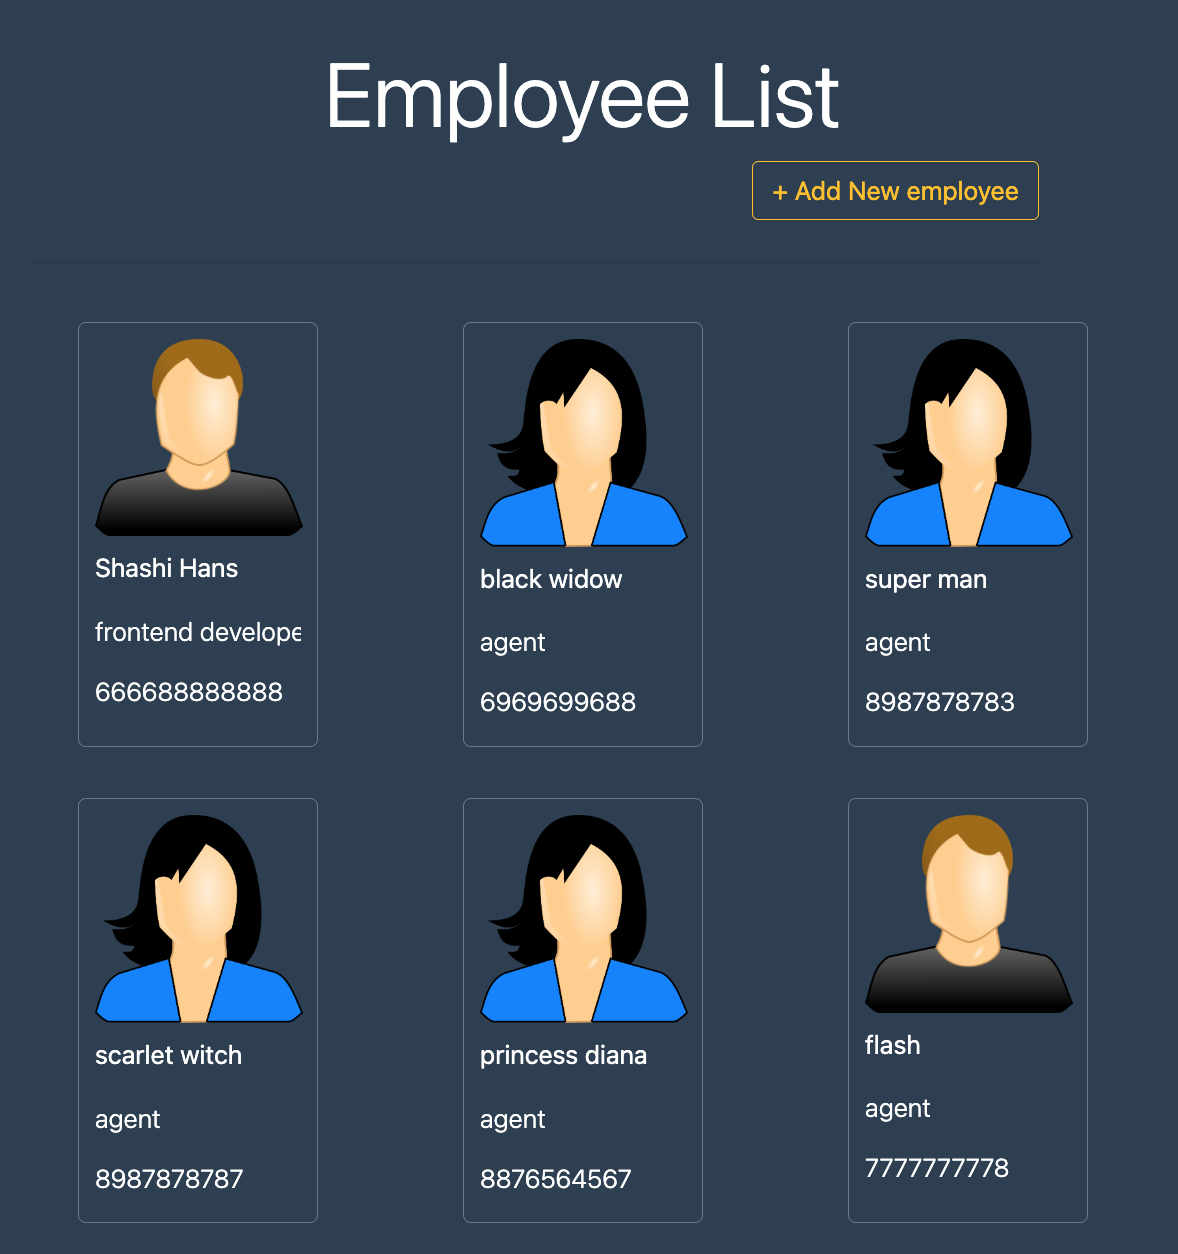 Employee List
+ Add New employee
Shashi Hans
frontend develope
666688888888
black widow
agent
6969699688
super man
agent
8987878783
scarlet witch
agent
8987878787
princess diana
agent
8876564567
flash
agent
7777777778